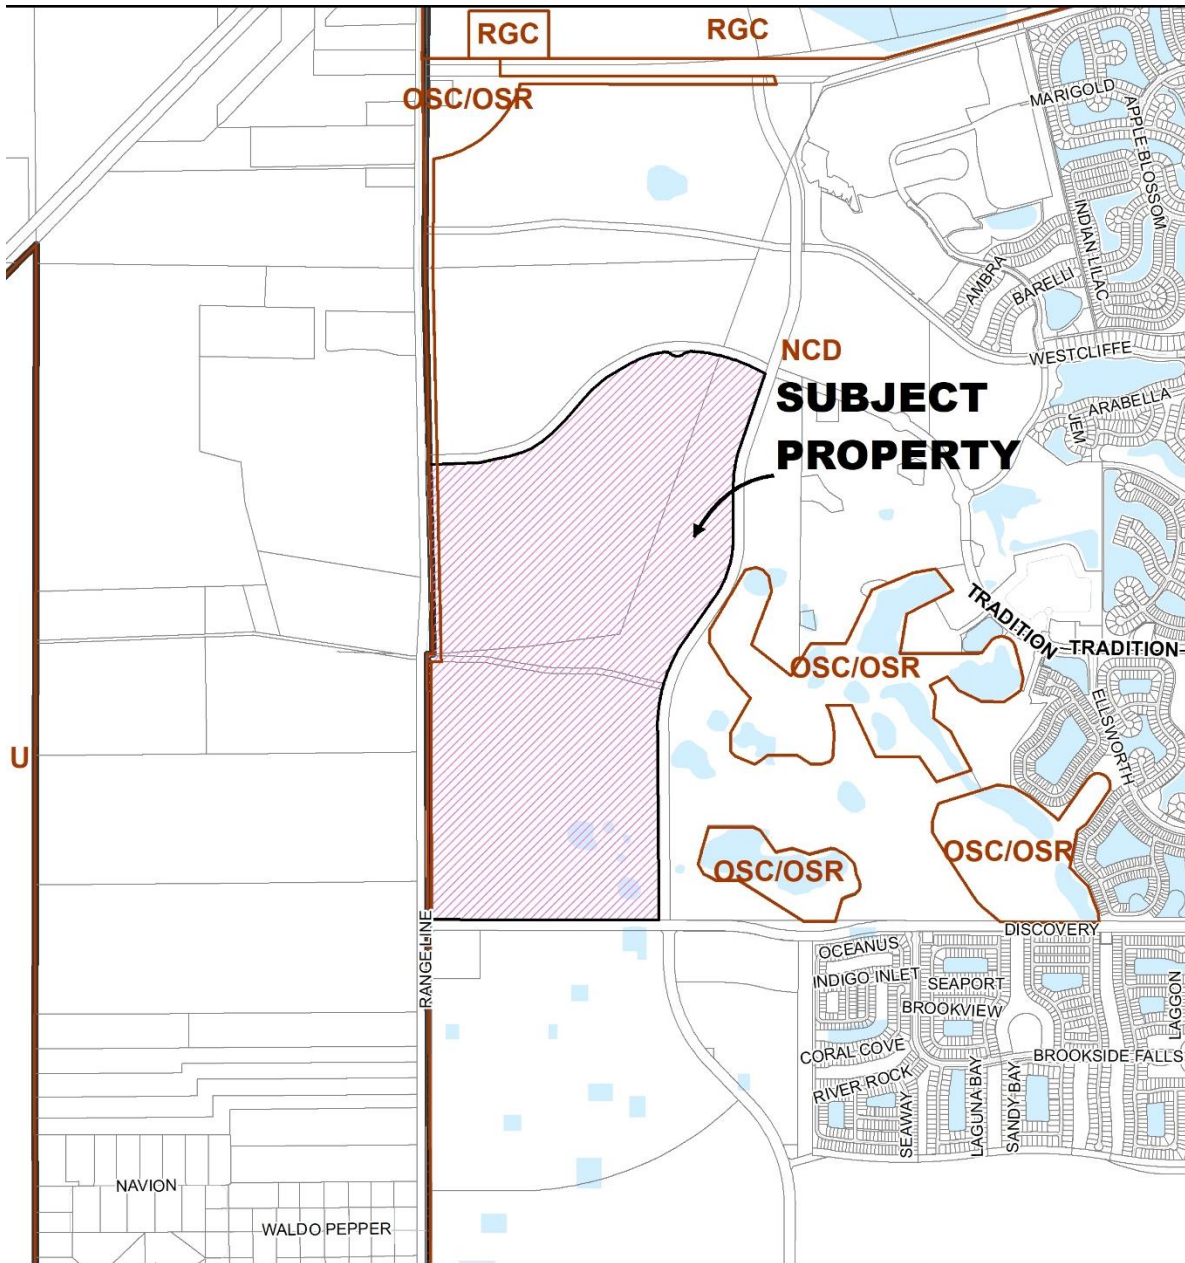 RGC
RGC
OSC/OSR
MARIGOLD
APPLE BLOSSOM
INDIAN LILAC
AMBRA
BARELLI
WESTCLIFFE
NCD
SUBJECT
PROPERTY
ARABELLA
JEM
TRADITION
TRADITION
OSC/OSR
ELLSWORTH
U
OSC/OSR
OSC/OSR
RANGE LINE
DISCOVERY
OCEANUS
INDIGO INLET
SEAPORT
BROOKVIEW
LAGGON
CORAL COVE
BROOKSIDE FALLS
RIVER ROCK
SEAWAY
LAGUNA BAY
SANDY BAY
NAVION
WALDO PEPPER